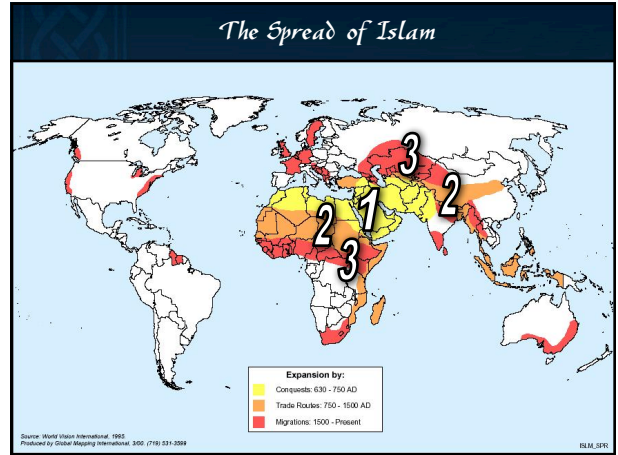 The Spread of Islam
3
2
1
2
3
Expansion by:
Conquests: 630 - 750 AD
Trade Routes: 750 - 1500 AD
Migrations: 1500 - Present
Source: World Vision International, 1995.
Produced by Global Mapping International, 3/00. (719) 531-3599
ISLM_SPR